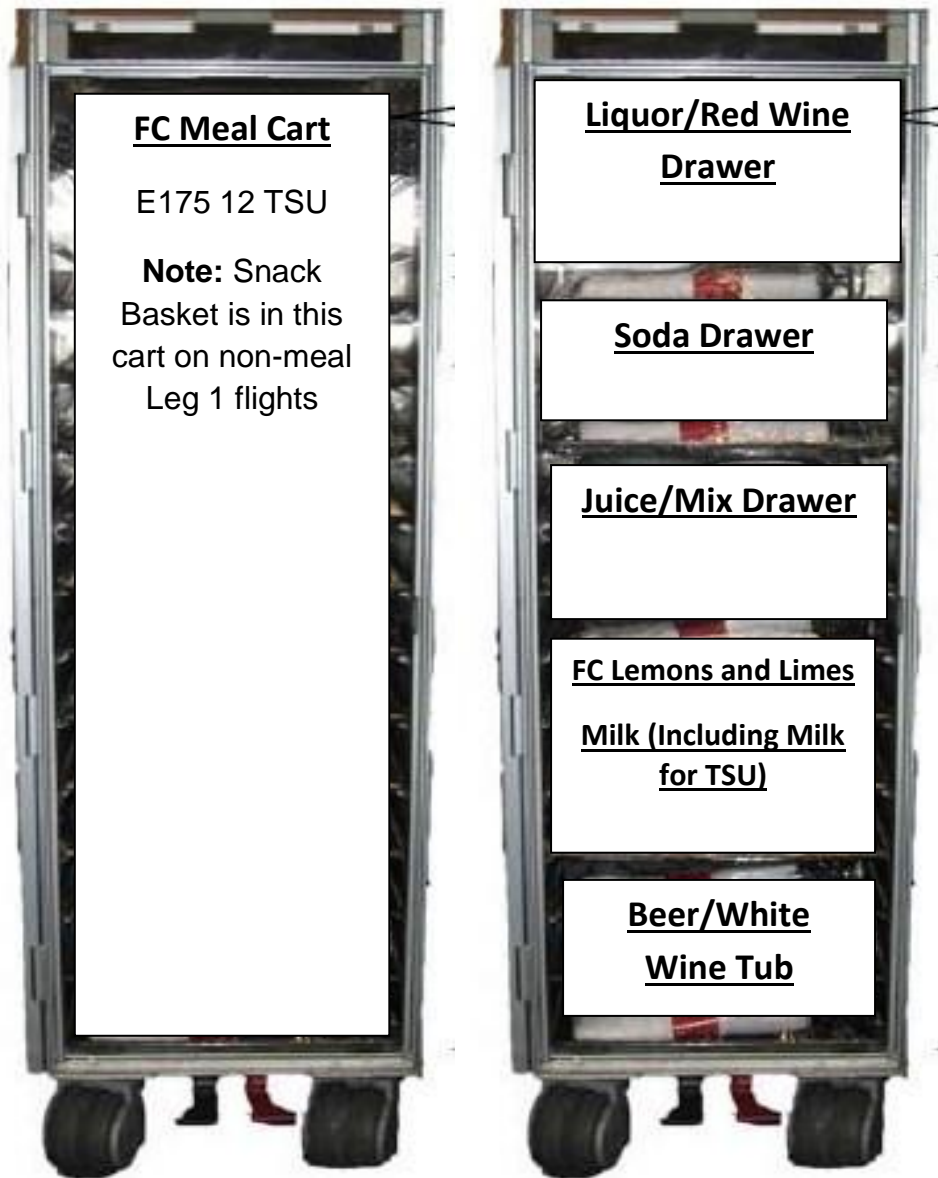 FC Meal Cart
E175 12 TSU
Note: Snack
Basket is in this
cart on non-meal
Leg 1 flights
Liquor/Red Wine
Drawer
Soda Drawer
Juice/Mix Drawer
FC Lemons and Limes
Milk (Including Milk
for TSU)
Beer/White
Wine Tub